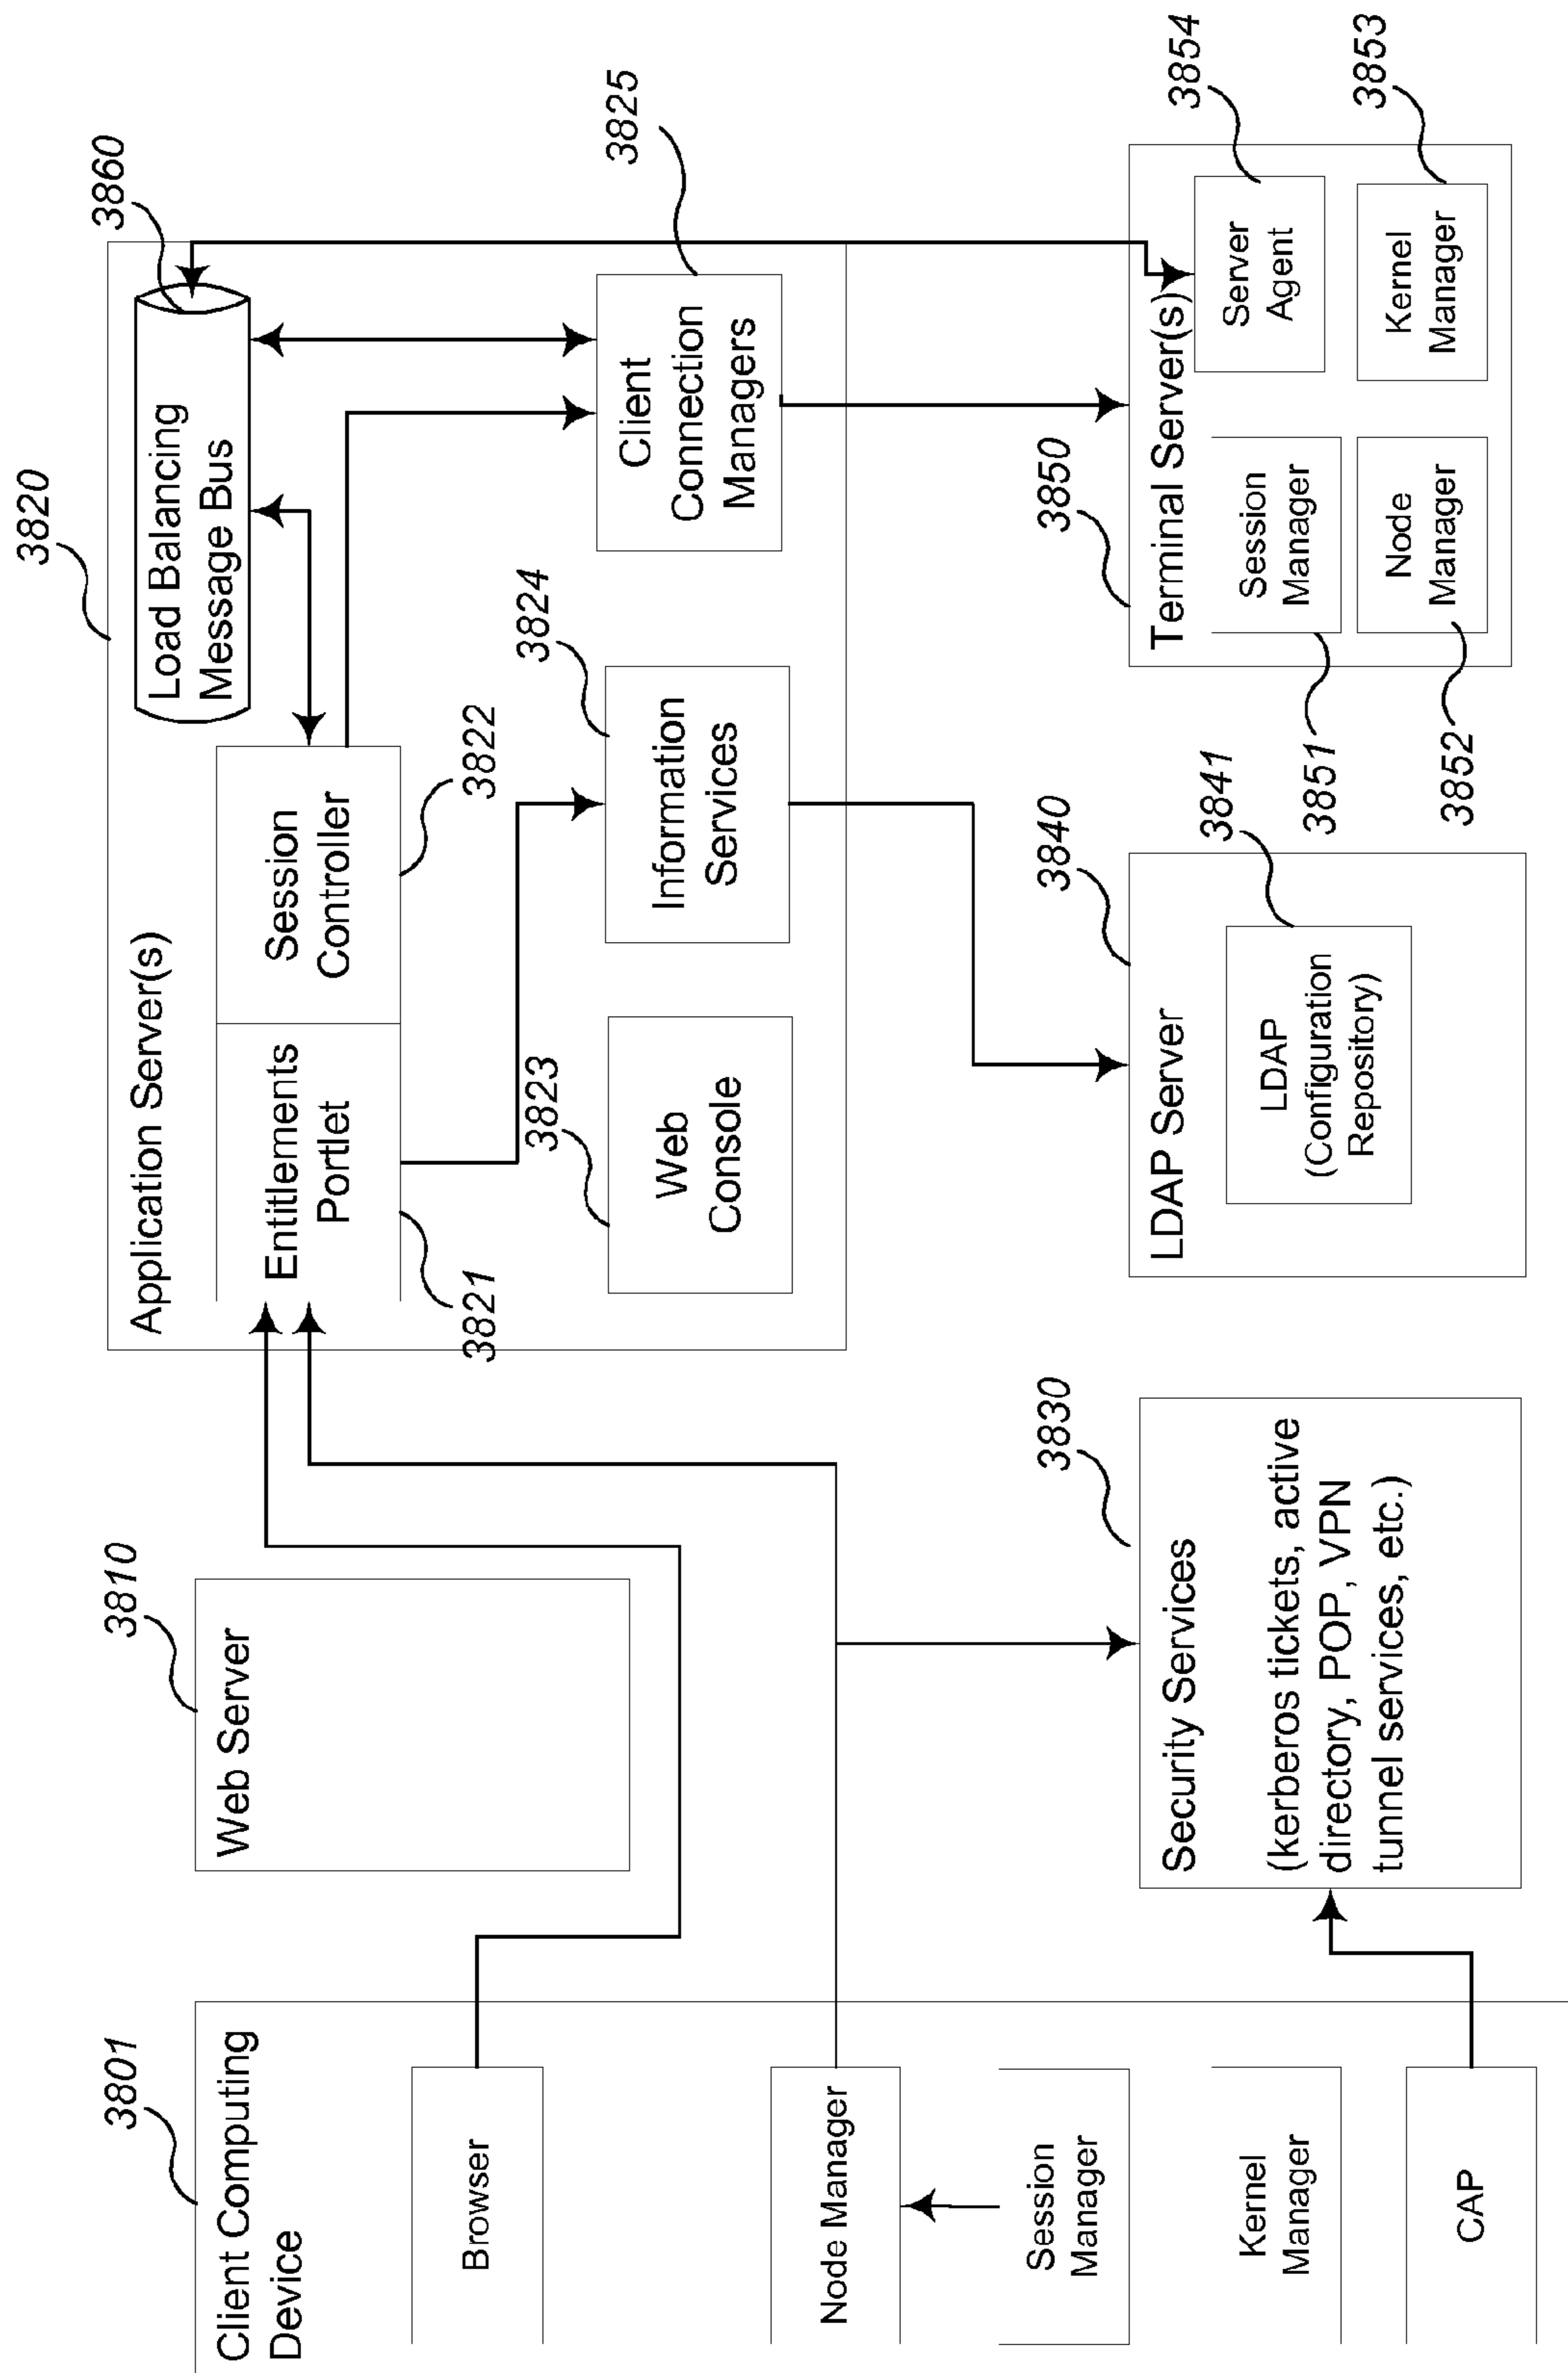 3801
Client Computing
Device
Browser
Node Manager
Session
Manager
Kernel
Manager
CAP
3810
Web Server
3830
Security Services
(kerberos tickets, active
directory, POP, VPN
tunnel services, etc.)
3820
Application Server(s)
Entitlements
Portlet
3821
Session
Controller
3822
Load Balancing
Message Bus
3860
3823
Web
Console
3824
Information
Services
Client
Connection
Managers
3825
3840
LDAP Server
3841
LDAP
(Configuration
Repository)
3850
Terminal Server(s)
Session
Manager
3851
Server
Agent
3854
Node
Manager
3852
Kernel
Manager
3853